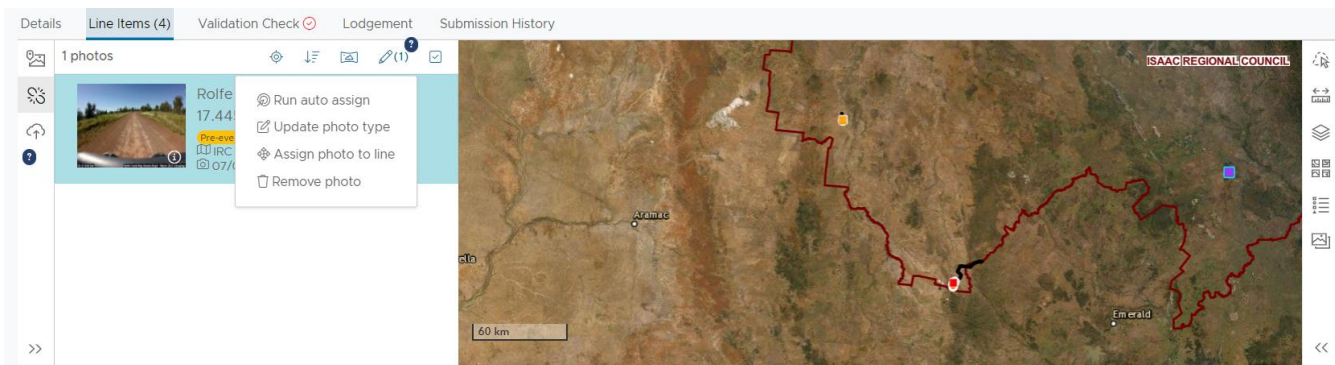 Details Line Items (4) Validation Check Lodgement Submission History
1 photos (1) ?
Rolfe
17.44
Pre-eve
IRC
07/0
Run auto assign
Update photo type
Assign photo to line
Remove photo
?
>>
ISAAC REGIONAL COUNCIL
Aramac
ella
Emerald
60 km
<<